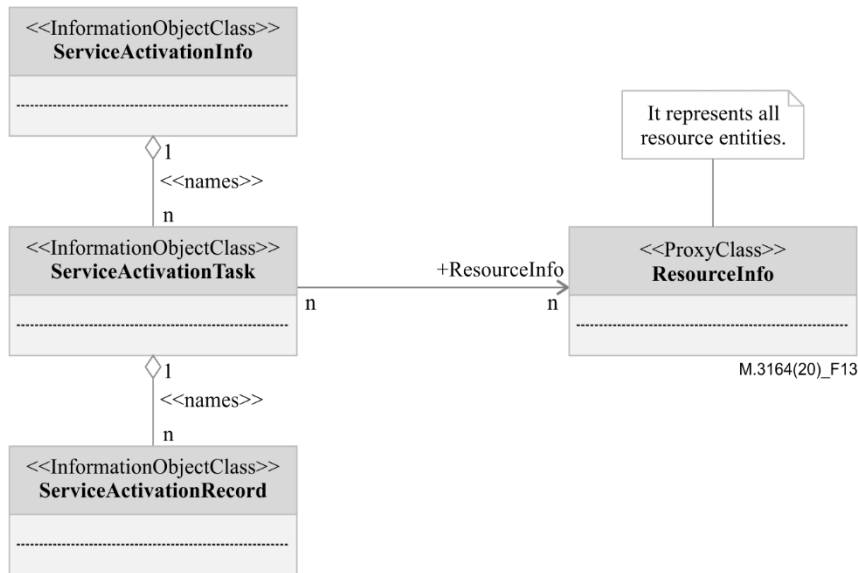 <<InformationObjectClass>>
ServiceActivationInfo
1
<<names>>
n
It represents all
resource entities.
<<InformationObjectClass>>
ServiceActivationTask
+ResourceInfo
n
n
<<ProxyClass>>
ResourceInfo
M.3164(20)_F13
1
<<names>>
n
<<InformationObjectClass>>
ServiceActivationRecord